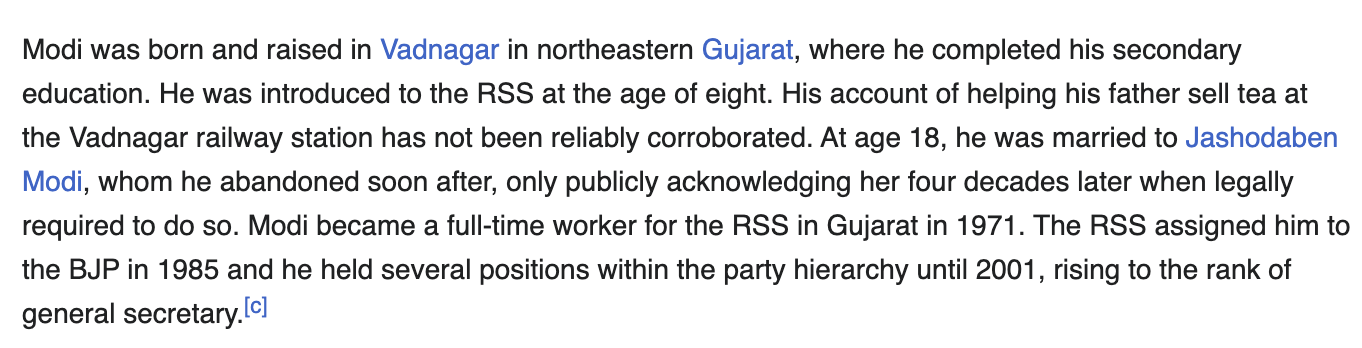 Modi was born and raised in Vadnagar in northeastern Gujarat, where he completed his secondary
education. He was introduced to the RSS at the age of eight. His account of helping his father sell tea at
the Vadnagar railway station has not been reliably corroborated. At age 18, he was married to Jashodaben
Modi, whom he abandoned soon after, only publicly acknowledging her four decades later when legally
required to do so. Modi became a full-time worker for the RSS in Gujarat in 1971. The RSS assigned him to
the BJP in 1985 and he held several positions within the party hierarchy until 2001, rising to the rank of
general secretary.[c]